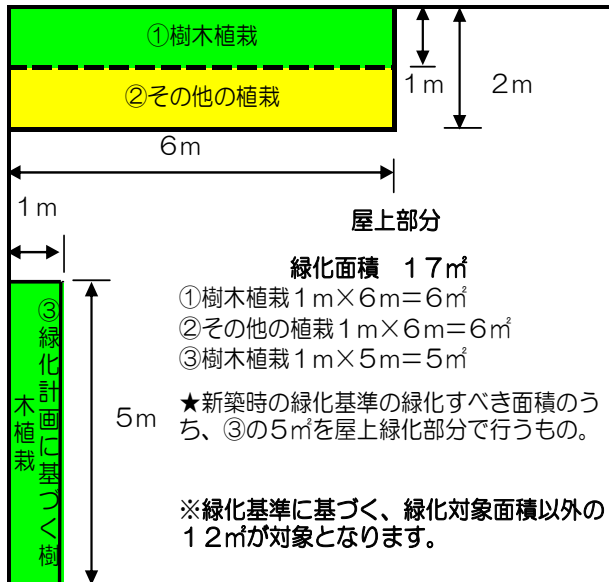 ①樹木植栽
②その他の植栽
1m
2m
6m
1m
屋上部分
緑化面積 17㎡
①樹木植栽1m×6m=6㎡
②その他の植栽1m×6m=6㎡
③樹木植栽1m×5m=5㎡
③緑化計画に基づく樹
木植栽
5m
★新築時の緑化基準の緑化すべき面積のう
ち、③の5㎡を屋上緑化部分で行うもの。
※緑化基準に基づく、緑化対象面積以外の
12㎡が対象となります。